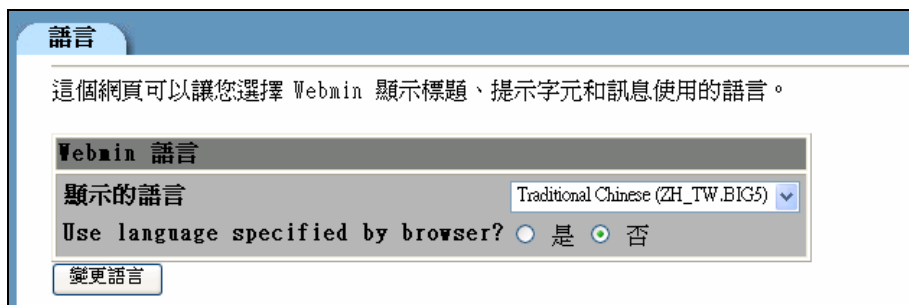 語言
這個網頁可以讓您選擇 Webmin 顯示標題、提示字元和訊息使用的語言。
Webmin 語言
顯示的語言 Traditional Chinese (ZH_TW.BIG5)
Use language specified by browser? 是 否
變更語言